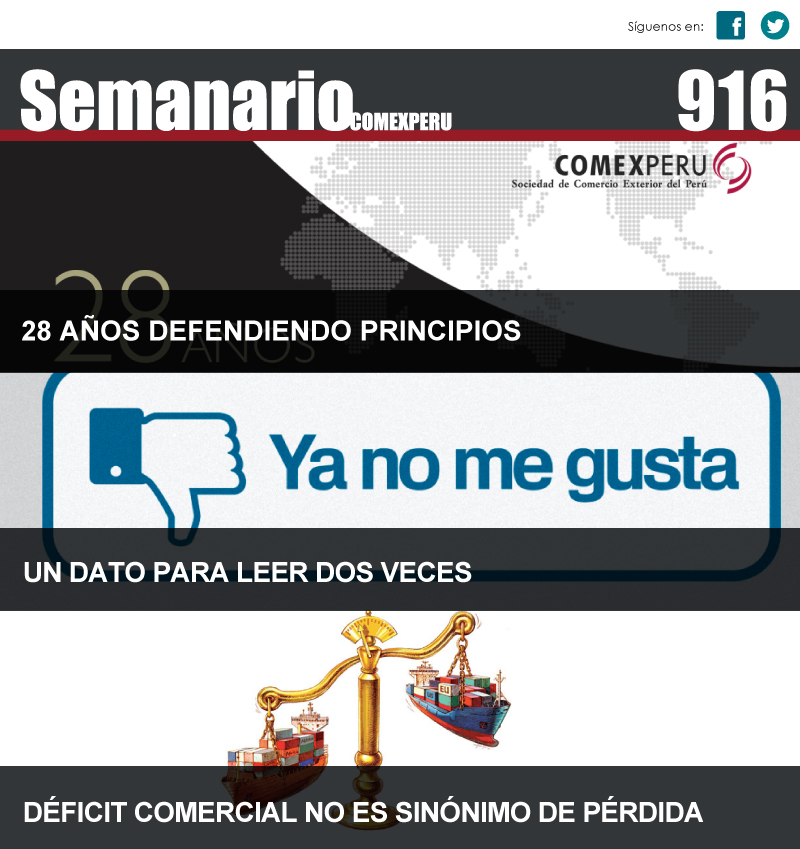 Síguenos en:
Semanario COMEXPERU
916
COMEXPERU
Sociedad de Comercio Exterior del Perú
28 AÑOS
28 AÑOS DEFENDIENDO PRINCIPIOS
Ya no me gusta
UN DATO PARA LEER DOS VECES
EU
DÉFICIT COMERCIAL NO ES SINÓNIMO DE PÉRDIDA